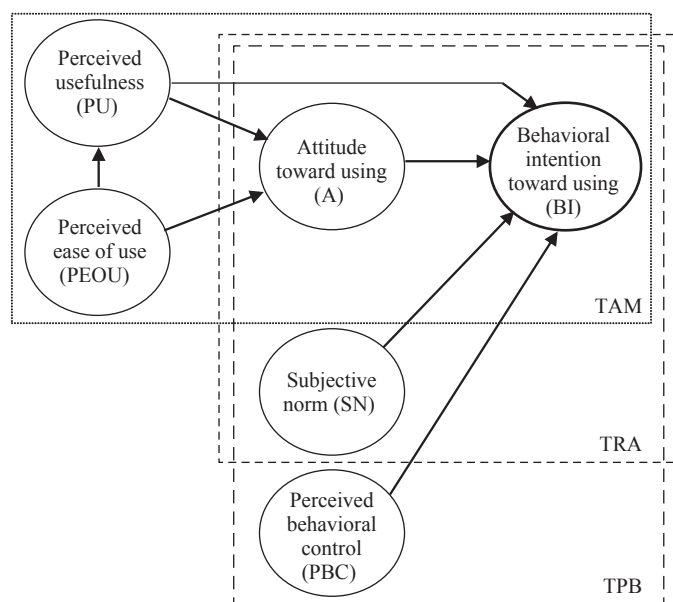 Perceived
usefulness
(PU)
Attitude
toward using
(A)
Behavioral
intention
toward using
(BI)
Perceived
ease of use
(PEOU)
TAM
Subjective
norm (SN)
TRA
Perceived
behavioral
control
(PBC)
TPB